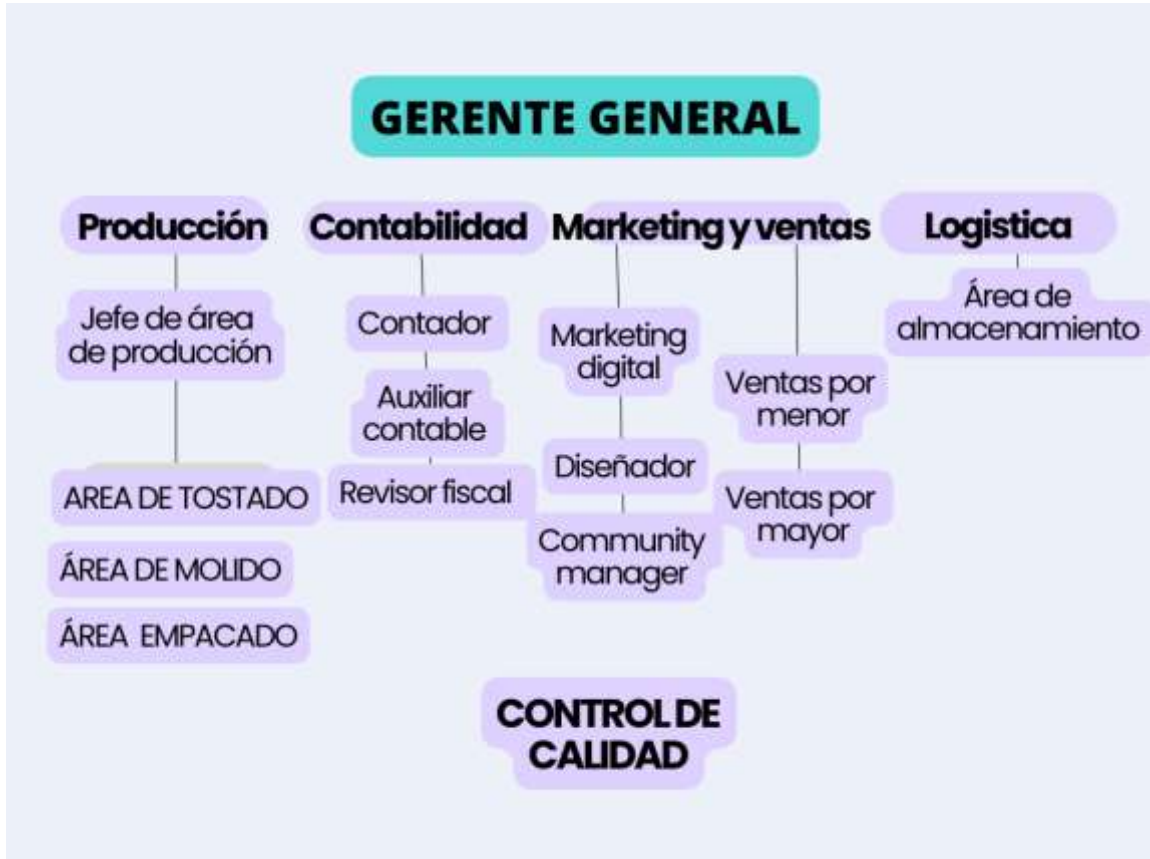 GERENTE GENERAL
Producción
Contabilidad
Marketing y ventas
Logistica
Jefe de área
de producción
Contador
Marketing
digital
Área de
almacenamiento
Auxiliar
contable
Ventas por
menor
AREA DE TOSTADO
Revisor fiscal
Diseñador
Ventas por
mayor
ÁREA DE MOLIDO
Community
manager
ÁREA EMPACADO
CONTROL DE
CALIDAD